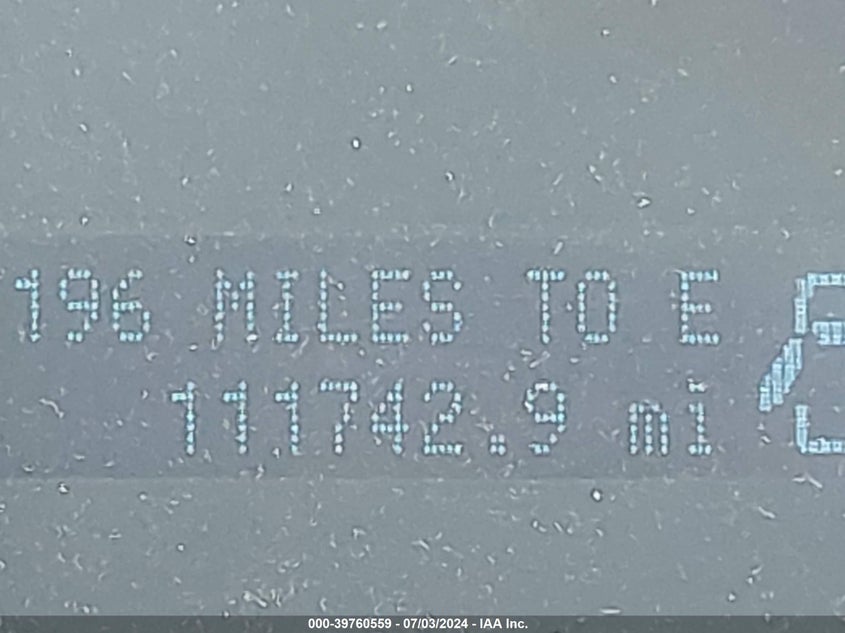 196 MILES TO E
111742.9 mi
E
000-39760559 - 07/03/2024 - IAA Inc.